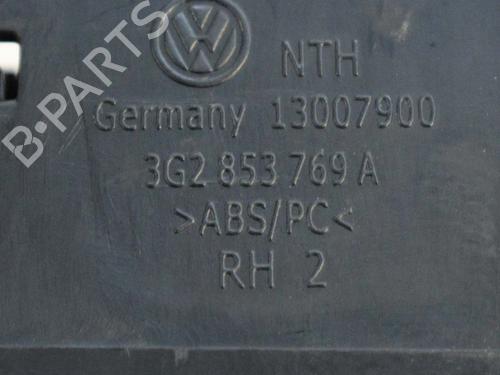 B-PARTS
NTH
Germany 13007900
3G2 853 769 A
>ABS/PC<
RH 2